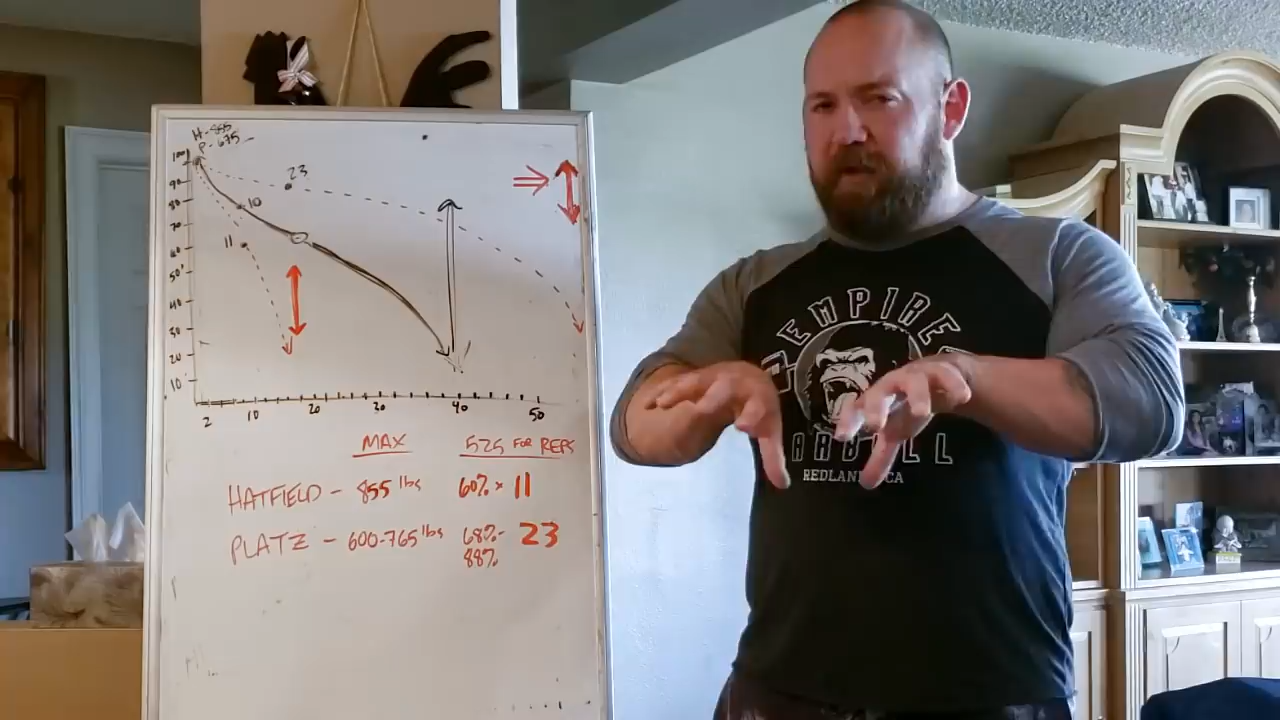 H-855
P-675
100
90
80
70
60
50
40
30
20
10
23
10
11
2 10 20 30 40 50
MAX 525 FOR REPS
HATFIELD - 855 lbs 60% x 11
PLATZ - 600-765 lbs 68%- 23
88%
EMPIRE
BARBELL
REDLANDS CA